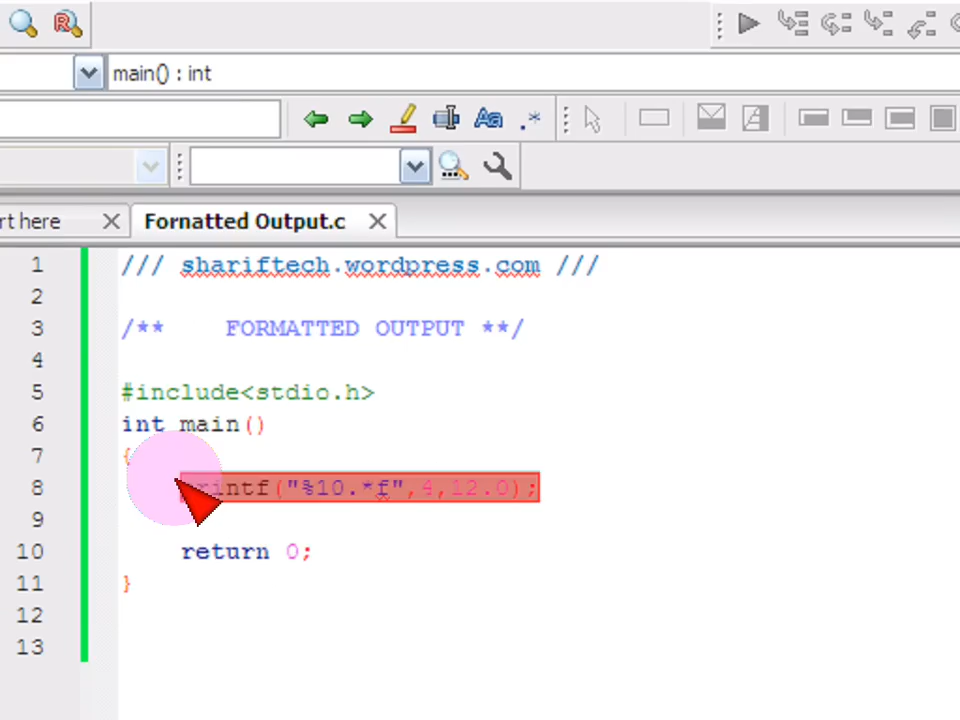 main() : int
rt here
Fornatted Output.c
1 /// shariftech.wordpress.com ///
2
3 /** FORMATTED OUTPUT **/
4
5 #include<stdio.h>
6 int main()
7 {
8 printf("%10.*f",4,12.0);
9
10 return 0;
11 }
12
13